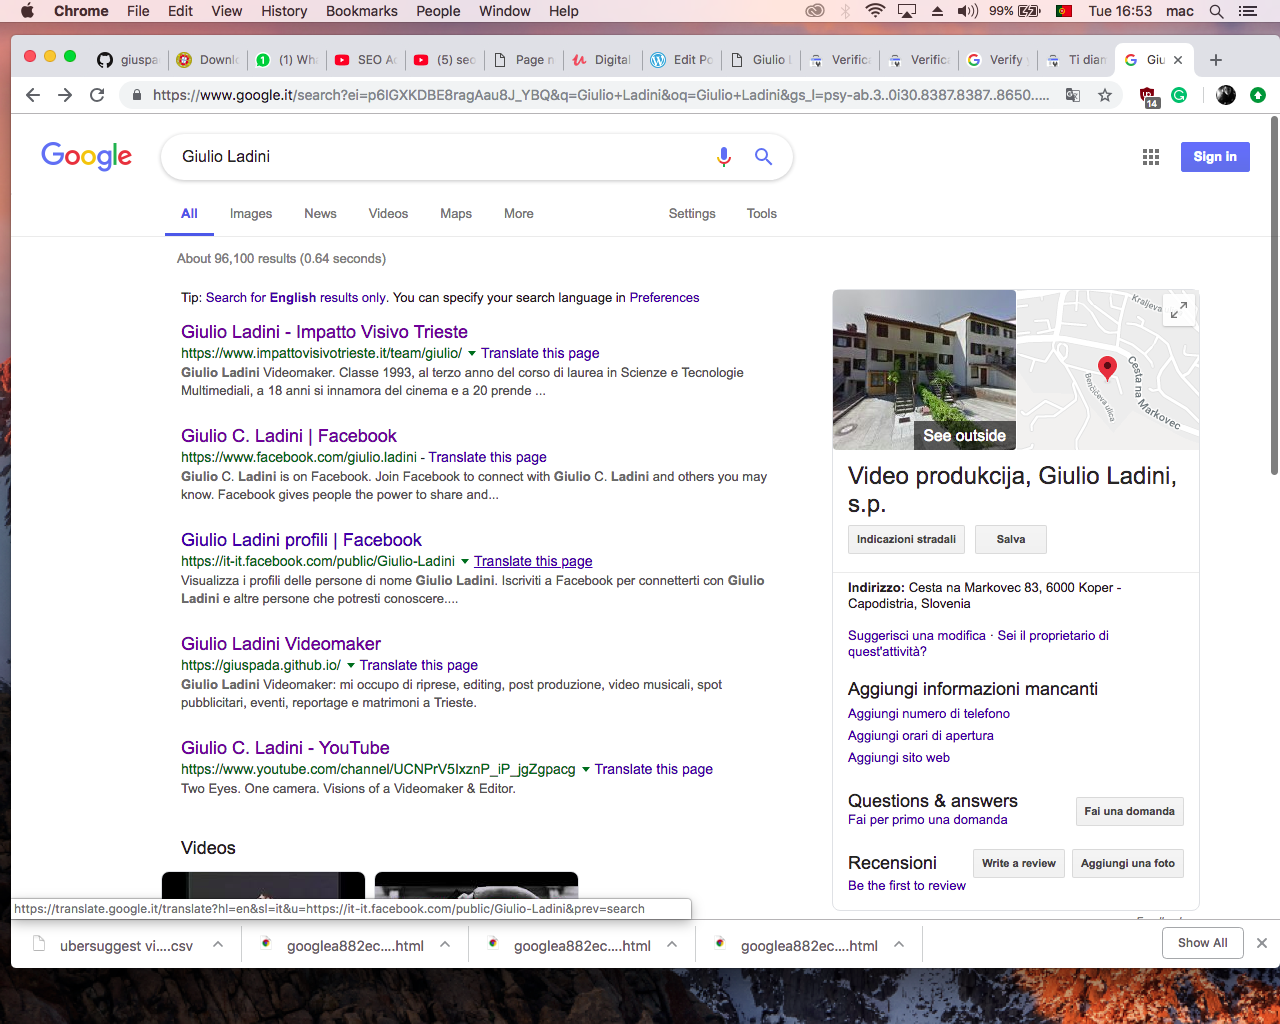 Chrome File Edit View History Bookmarks People Window Help 99% Tue 16:53 mac
giuspa Downlo (1) Wha SEO Au (5) seo Page n Digital Edit Po Giulio L Verifica Verifica Verify y Ti diam Giu
https://www.google.it/search?ei=p6IGXKDBE8ragAau8J_YBQ&q=Giulio+Ladini&oq=Giulio+Ladini&gs_l=psy-ab.3..0i30.8387.8387..8650..... 14
Google
Giulio Ladini
Sign in
All Images News Videos Maps More Settings Tools
About 96,100 results (0.64 seconds)
Tip: Search for English results only. You can specify your search language in Preferences
Giulio Ladini - Impatto Visivo Trieste
https://www.impattovisivotrieste.it/team/giulio/ Translate this page
Giulio Ladini Videomaker. Classe 1993, al terzo anno del corso di laurea in Scienze e Tecnologie
Multimediali, a 18 anni si innamora del cinema e a 20 prende ...
Giulio C. Ladini | Facebook
https://www.facebook.com/giulio.ladini - Translate this page
Giulio C. Ladini is on Facebook. Join Facebook to connect with Giulio C. Ladini and others you may
know. Facebook gives people the power to share and...
Giulio Ladini profili | Facebook
https://it-it.facebook.com/public/Giulio-Ladini Translate this page
Visualizza i profili delle persone di nome Giulio Ladini. Iscriviti a Facebook per connetterti con Giulio
Ladini e altre persone che potresti conoscere....
Giulio Ladini Videomaker
https://giuspada.github.io/ Translate this page
Giulio Ladini Videomaker: mi occupo di riprese, editing, post produzione, video musicali, spot
pubblicitari, eventi, reportage e matrimoni a Trieste.
Giulio C. Ladini - YouTube
https://www.youtube.com/channel/UCNPrV5IxznP_iP_jgZgpacg Translate this page
Two Eyes. One camera. Visions of a Videomaker & Editor.
Videos
See outside
Kraljeva
Cesta na Markovec
Benčičeva ulica
Video produkcija, Giulio Ladini,
s.p.
Indicazioni stradali Salva
Indirizzo: Cesta na Markovec 83, 6000 Koper -
Capodistria, Slovenia
Suggerisci una modifica · Sei il proprietario di
quest'attività?
Aggiungi informazioni mancanti
Aggiungi numero di telefono
Aggiungi orari di apertura
Aggiungi sito web
Questions & answers
Fai per primo una domanda
Fai una domanda
Recensioni
Write a review Aggiungi una foto
Be the first to review
https://translate.google.it/translate?hl=en&sl=it&u=https://it-it.facebook.com/public/Giulio-Ladini&prev=search
ubersuggest vi....csv googlea882ec....html googlea882ec....html googlea882ec....html Show All